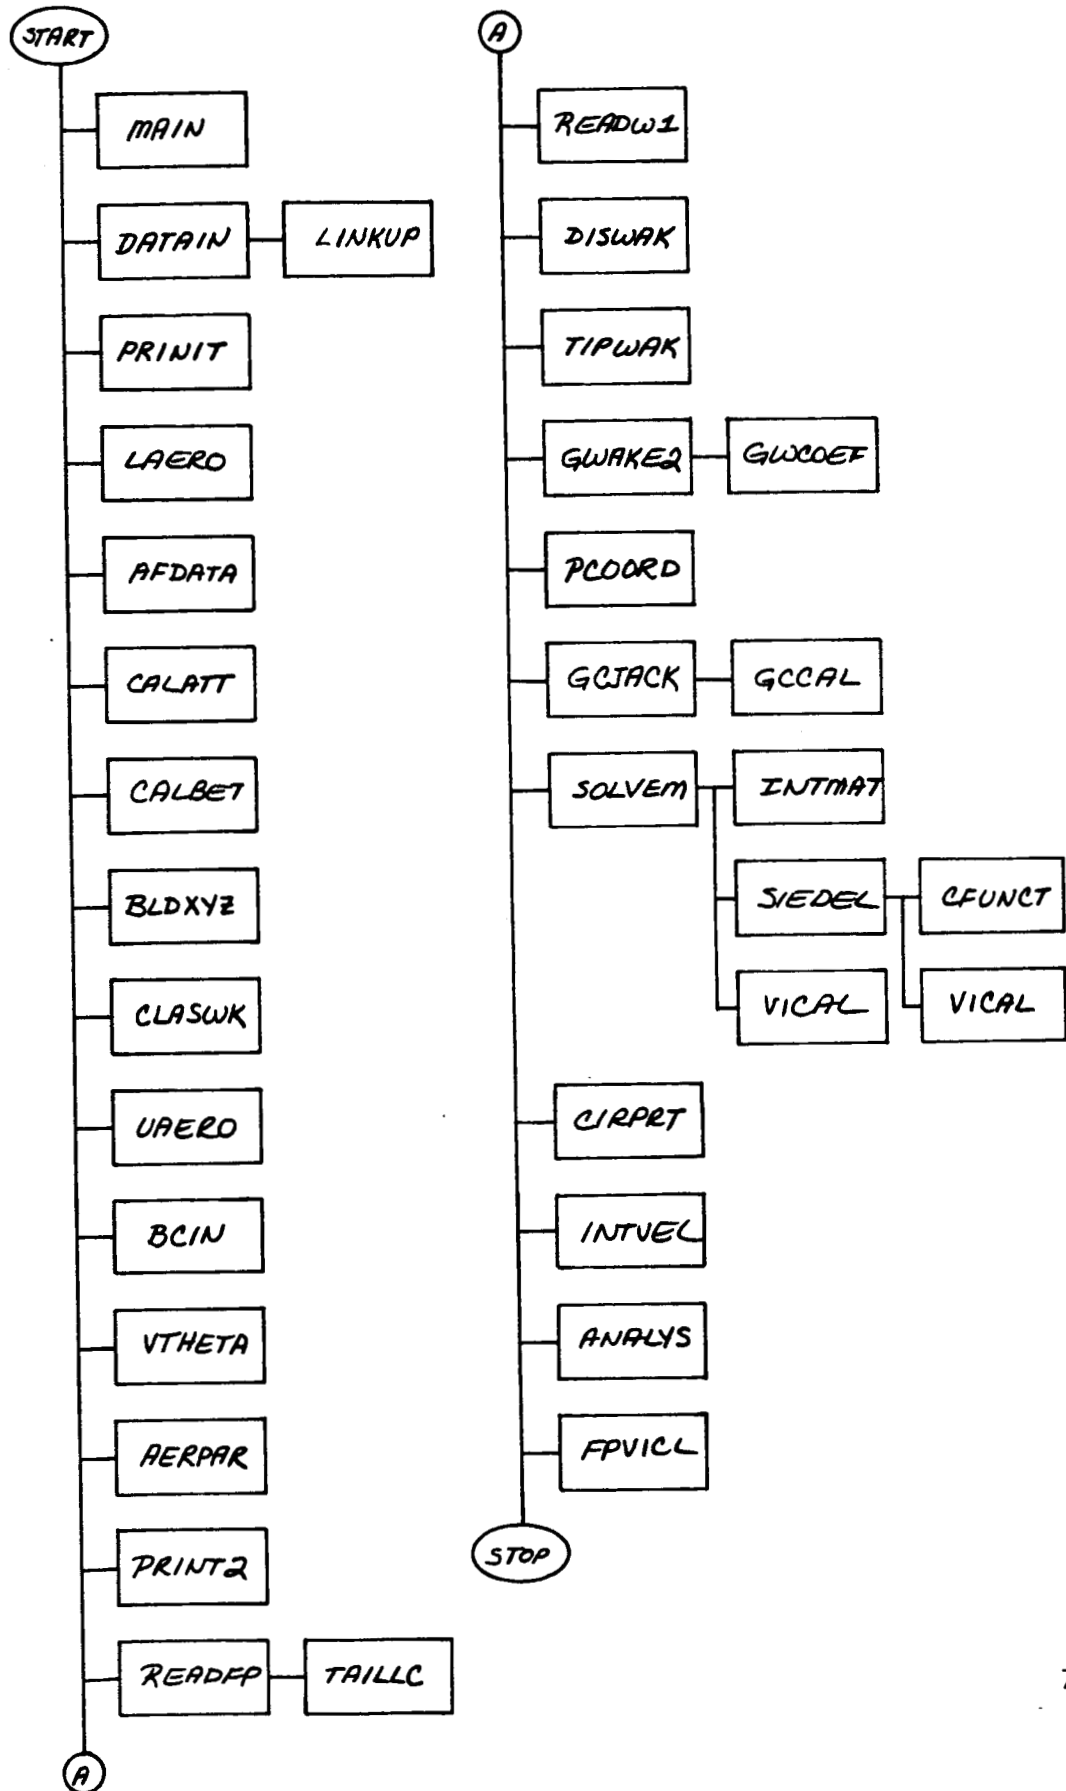 START
MAIN
DATAIN
LINKUP
PRINIT
LAERO
AFDATA
CALATT
CALBET
BLDXYZ
CLASWK
UAERO
BCIN
VTHETA
AERPAR
PRINT2
READFP
TAILLC
A
A
READW1
DISWAK
TIPWAK
GWAKE2
GWCOEF
PCOORD
GCJACK
GCCAL
SOLVEM
INTMAT
SIEDEL
CFUNCT
VICAL
VICAL
CIRPRT
INTVEL
ANALYS
FPVICL
STOP